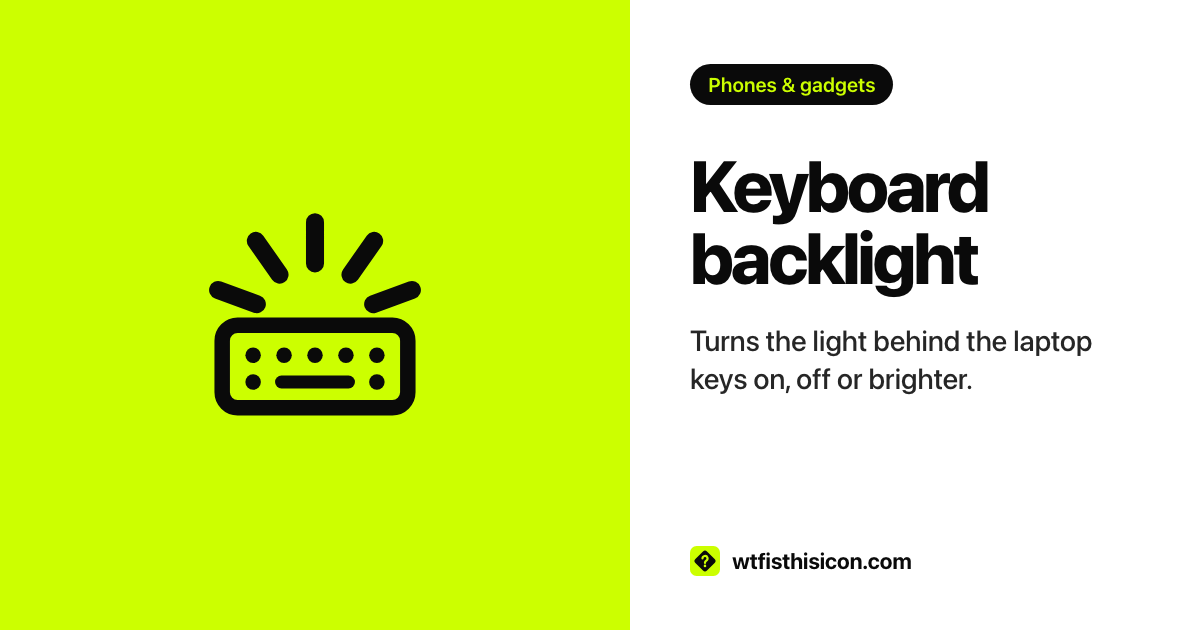 Phones & gadgets
Keyboard
backlight
Turns the light behind the laptop
keys on, off or brighter.
?
wtfisthisicon.com